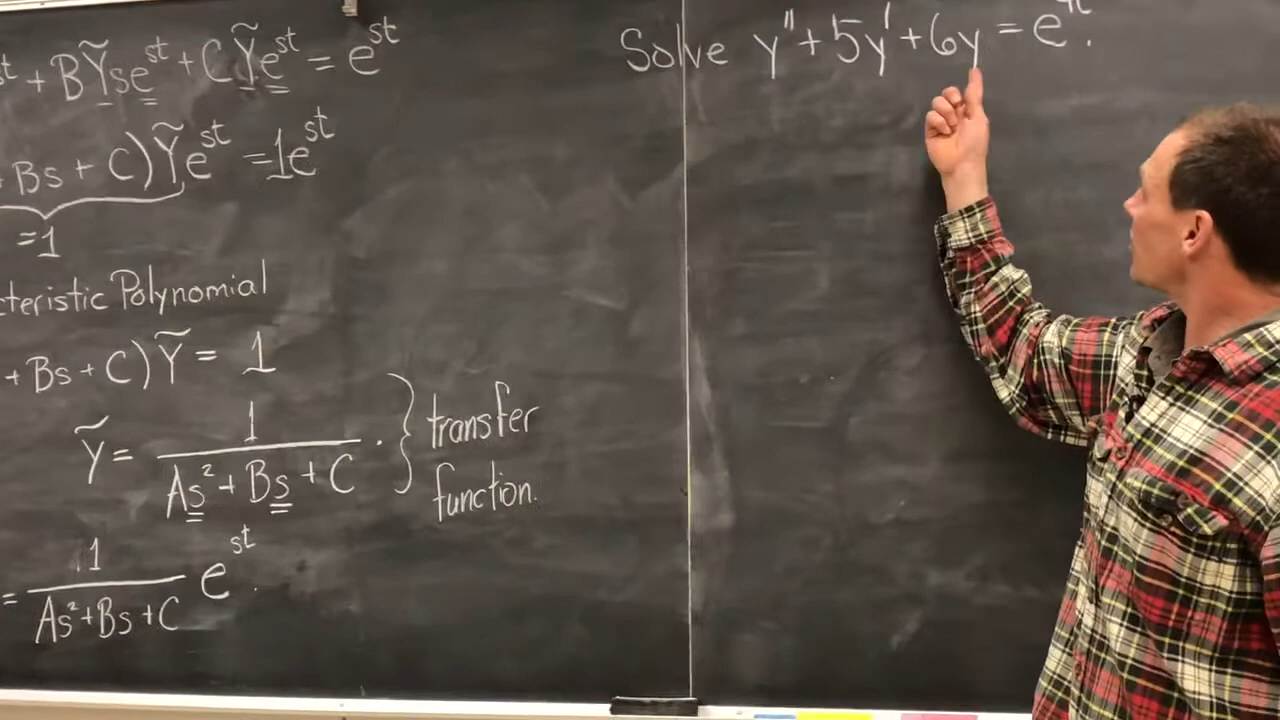 st + BỸse^st + CỸe^st = e^st
Bs + C)Ỹe^st = 1e^st
=1
cteristic Polynomial
+ Bs + C)Ỹ = 1
Ỹ = 1/(As² + Bs + C) . } transfer
function.
= 1/(As² + Bs + C) e^st .
Solve y'' + 5y' + 6y = e